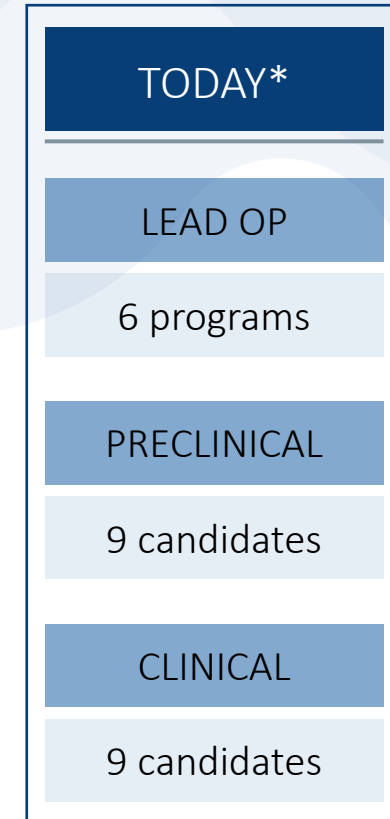 TODAY*
LEAD OP
6 programs
PRECLINICAL
9 candidates
CLINICAL
9 candidates